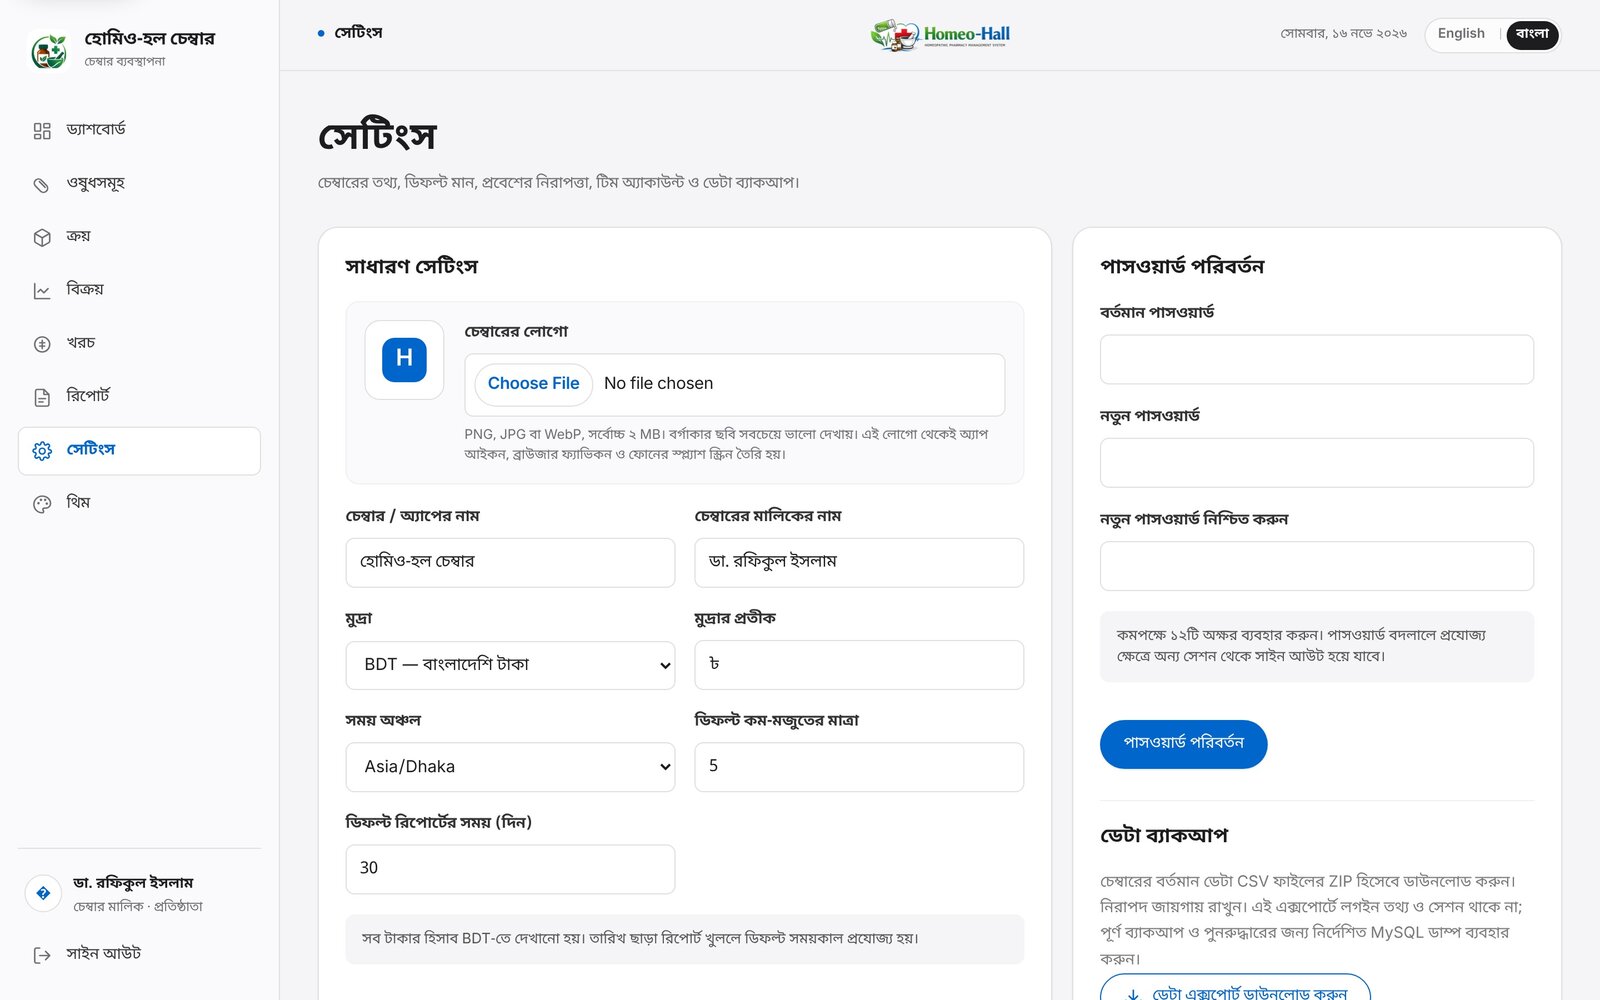 হোমিও-হল চেম্বার
চেম্বার ব্যবস্থাপনা
ড্যাশবোর্ড
ওষুধসমূহ
ক্রয়
বিক্রয়
খরচ
রিপোর্ট
সেটিংস
থিম
ডা. রফিকুল ইসলাম
চেম্বার মালিক · প্রতিষ্ঠাতা
সাইন আউট
সেটিংস
Homeo-Hall
HOMEOPATHIC PHARMACY MANAGEMENT SYSTEM
সোমবার, ১৬ নভে ২০২৬
English
বাংলা
সেটিংস
চেম্বারের তথ্য, ডিফল্ট মান, প্রবেশের নিরাপত্তা, টিম অ্যাকাউন্ট ও ডেটা ব্যাকআপ।
সাধারণ সেটিংস
H
চেম্বারের লোগো
Choose File No file chosen
PNG, JPG বা WebP, সর্বোচ্চ ২ MB। বর্গাকার ছবি সবচেয়ে ভালো দেখায়। এই লোগো থেকেই অ্যাপ
আইকন, ব্রাউজার ফ্যাভিকন ও ফোনের স্প্ল্যাশ স্ক্রিন তৈরি হয়।
চেম্বার / অ্যাপের নাম
হোমিও-হল চেম্বার
চেম্বারের মালিকের নাম
ডা. রফিকুল ইসলাম
মুদ্রা
BDT — বাংলাদেশি টাকা
মুদ্রার প্রতীক
৳
সময় অঞ্চল
Asia/Dhaka
ডিফল্ট কম-মজুতের মাত্রা
5
ডিফল্ট রিপোর্টের সময় (দিন)
30
সব টাকার হিসাব BDT-তে দেখানো হয়। তারিখ ছাড়া রিপোর্ট খুললে ডিফল্ট সময়কাল প্রযোজ্য হয়।
পাসওয়ার্ড পরিবর্তন
বর্তমান পাসওয়ার্ড
নতুন পাসওয়ার্ড
নতুন পাসওয়ার্ড নিশ্চিত করুন
কমপক্ষে ১২টি অক্ষর ব্যবহার করুন। পাসওয়ার্ড বদলালে প্রযোজ্য
ক্ষেত্রে অন্য সেশন থেকে সাইন আউট হয়ে যাবে।
পাসওয়ার্ড পরিবর্তন
ডেটা ব্যাকআপ
চেম্বারের বর্তমান ডেটা CSV ফাইলের ZIP হিসেবে ডাউনলোড করুন।
নিরাপদ জায়গায় রাখুন। এই এক্সপোর্টে লগইন তথ্য ও সেশন থাকে না;
পূর্ণ ব্যাকআপ ও পুনরুদ্ধারের জন্য নির্দেশিত MySQL ডাম্প ব্যবহার
করুন।
ডেটা এক্সপোর্ট ডাউনলোড করুন